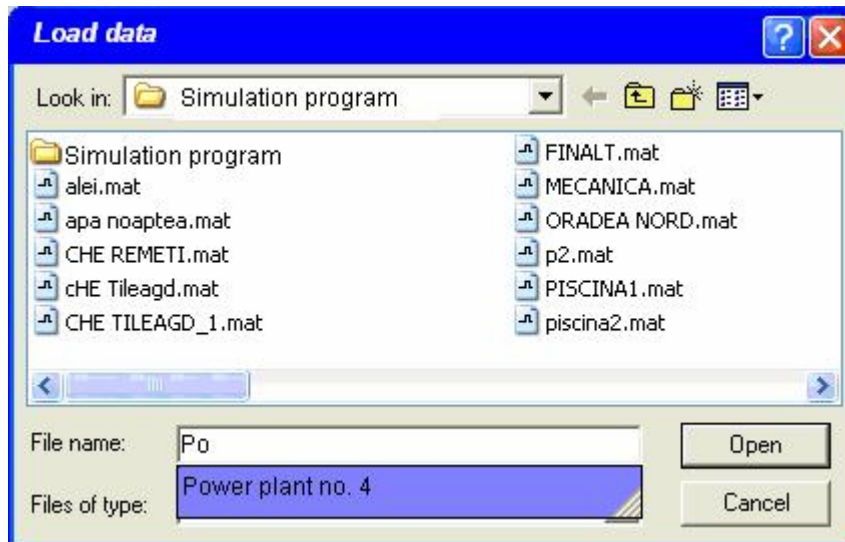 Load data
Look in: Simulation program
Simulation program
alei.mat
apa noaptea.mat
CHE REMETI.mat
cHE Tileagd.mat
CHE TILEAGD_1.mat
FINALT.mat
MECANICA.mat
ORADEA NORD.mat
p2.mat
PISCINA1.mat
piscina2.mat
File name: Po
Open
Power plant no. 4
Files of type:
Cancel